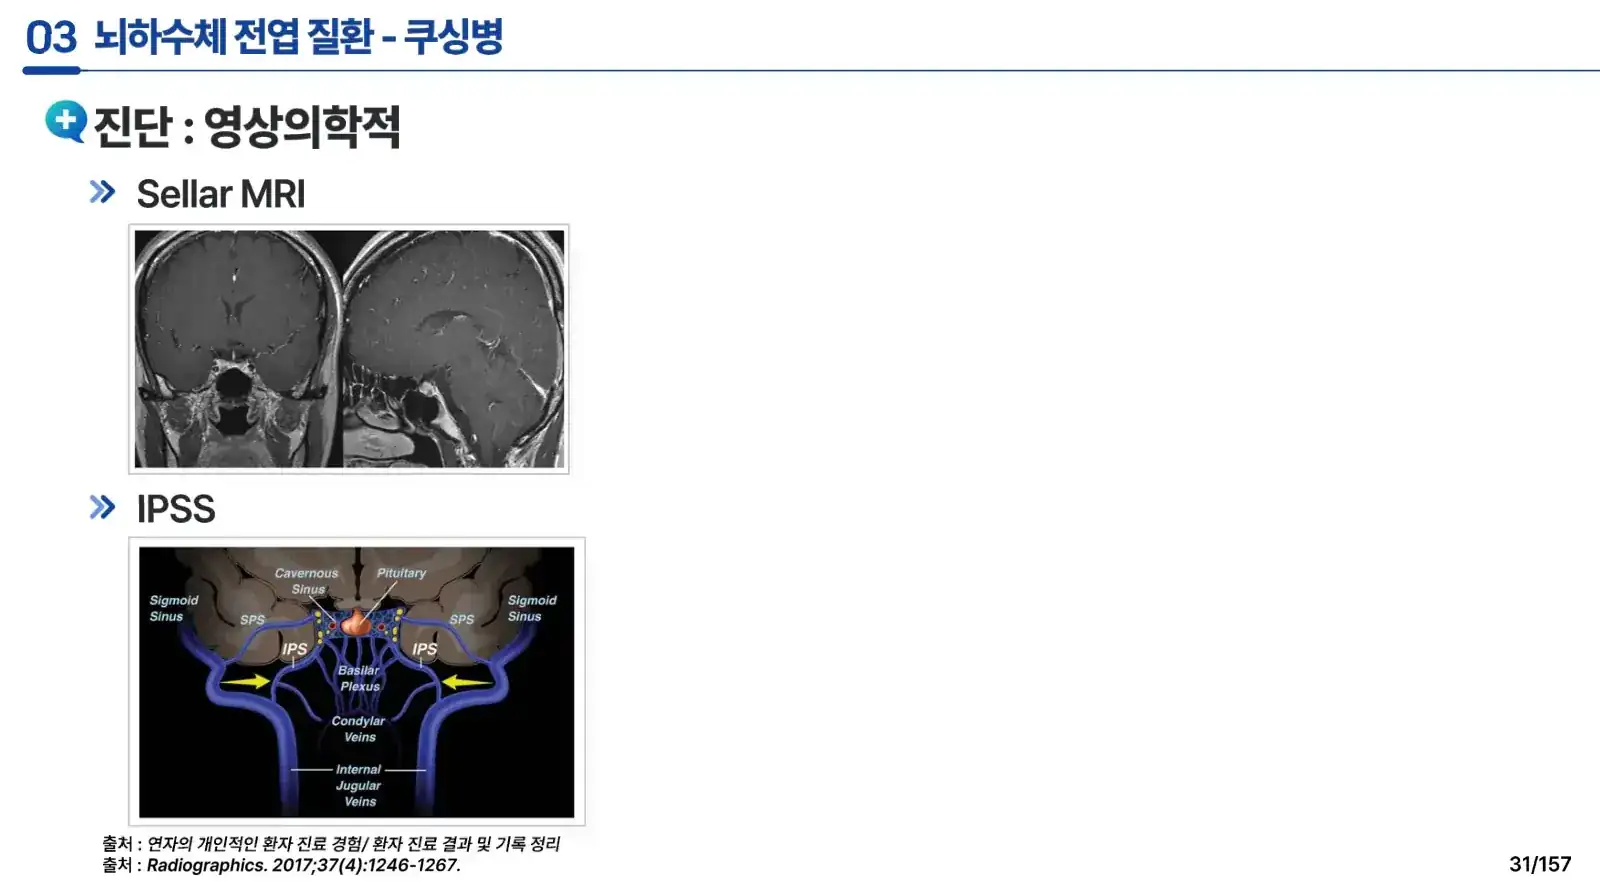 03 뇌하수체 전엽 질환 - 쿠싱병
진단 : 영상의학적
Sellar MRI
IPSS
Cavernous
Sinus
Pituitary
Sigmoid
Sinus
SPS
SPS
Sigmoid
Sinus
IPS
IPS
Basilar
Plexus
Condylar
Veins
Internal
Jugular
Veins
출처 : 연자의 개인적인 환자 진료 경험/ 환자 진료 결과 및 기록 정리
출처 : Radiographics. 2017;37(4):1246-1267.
31/157